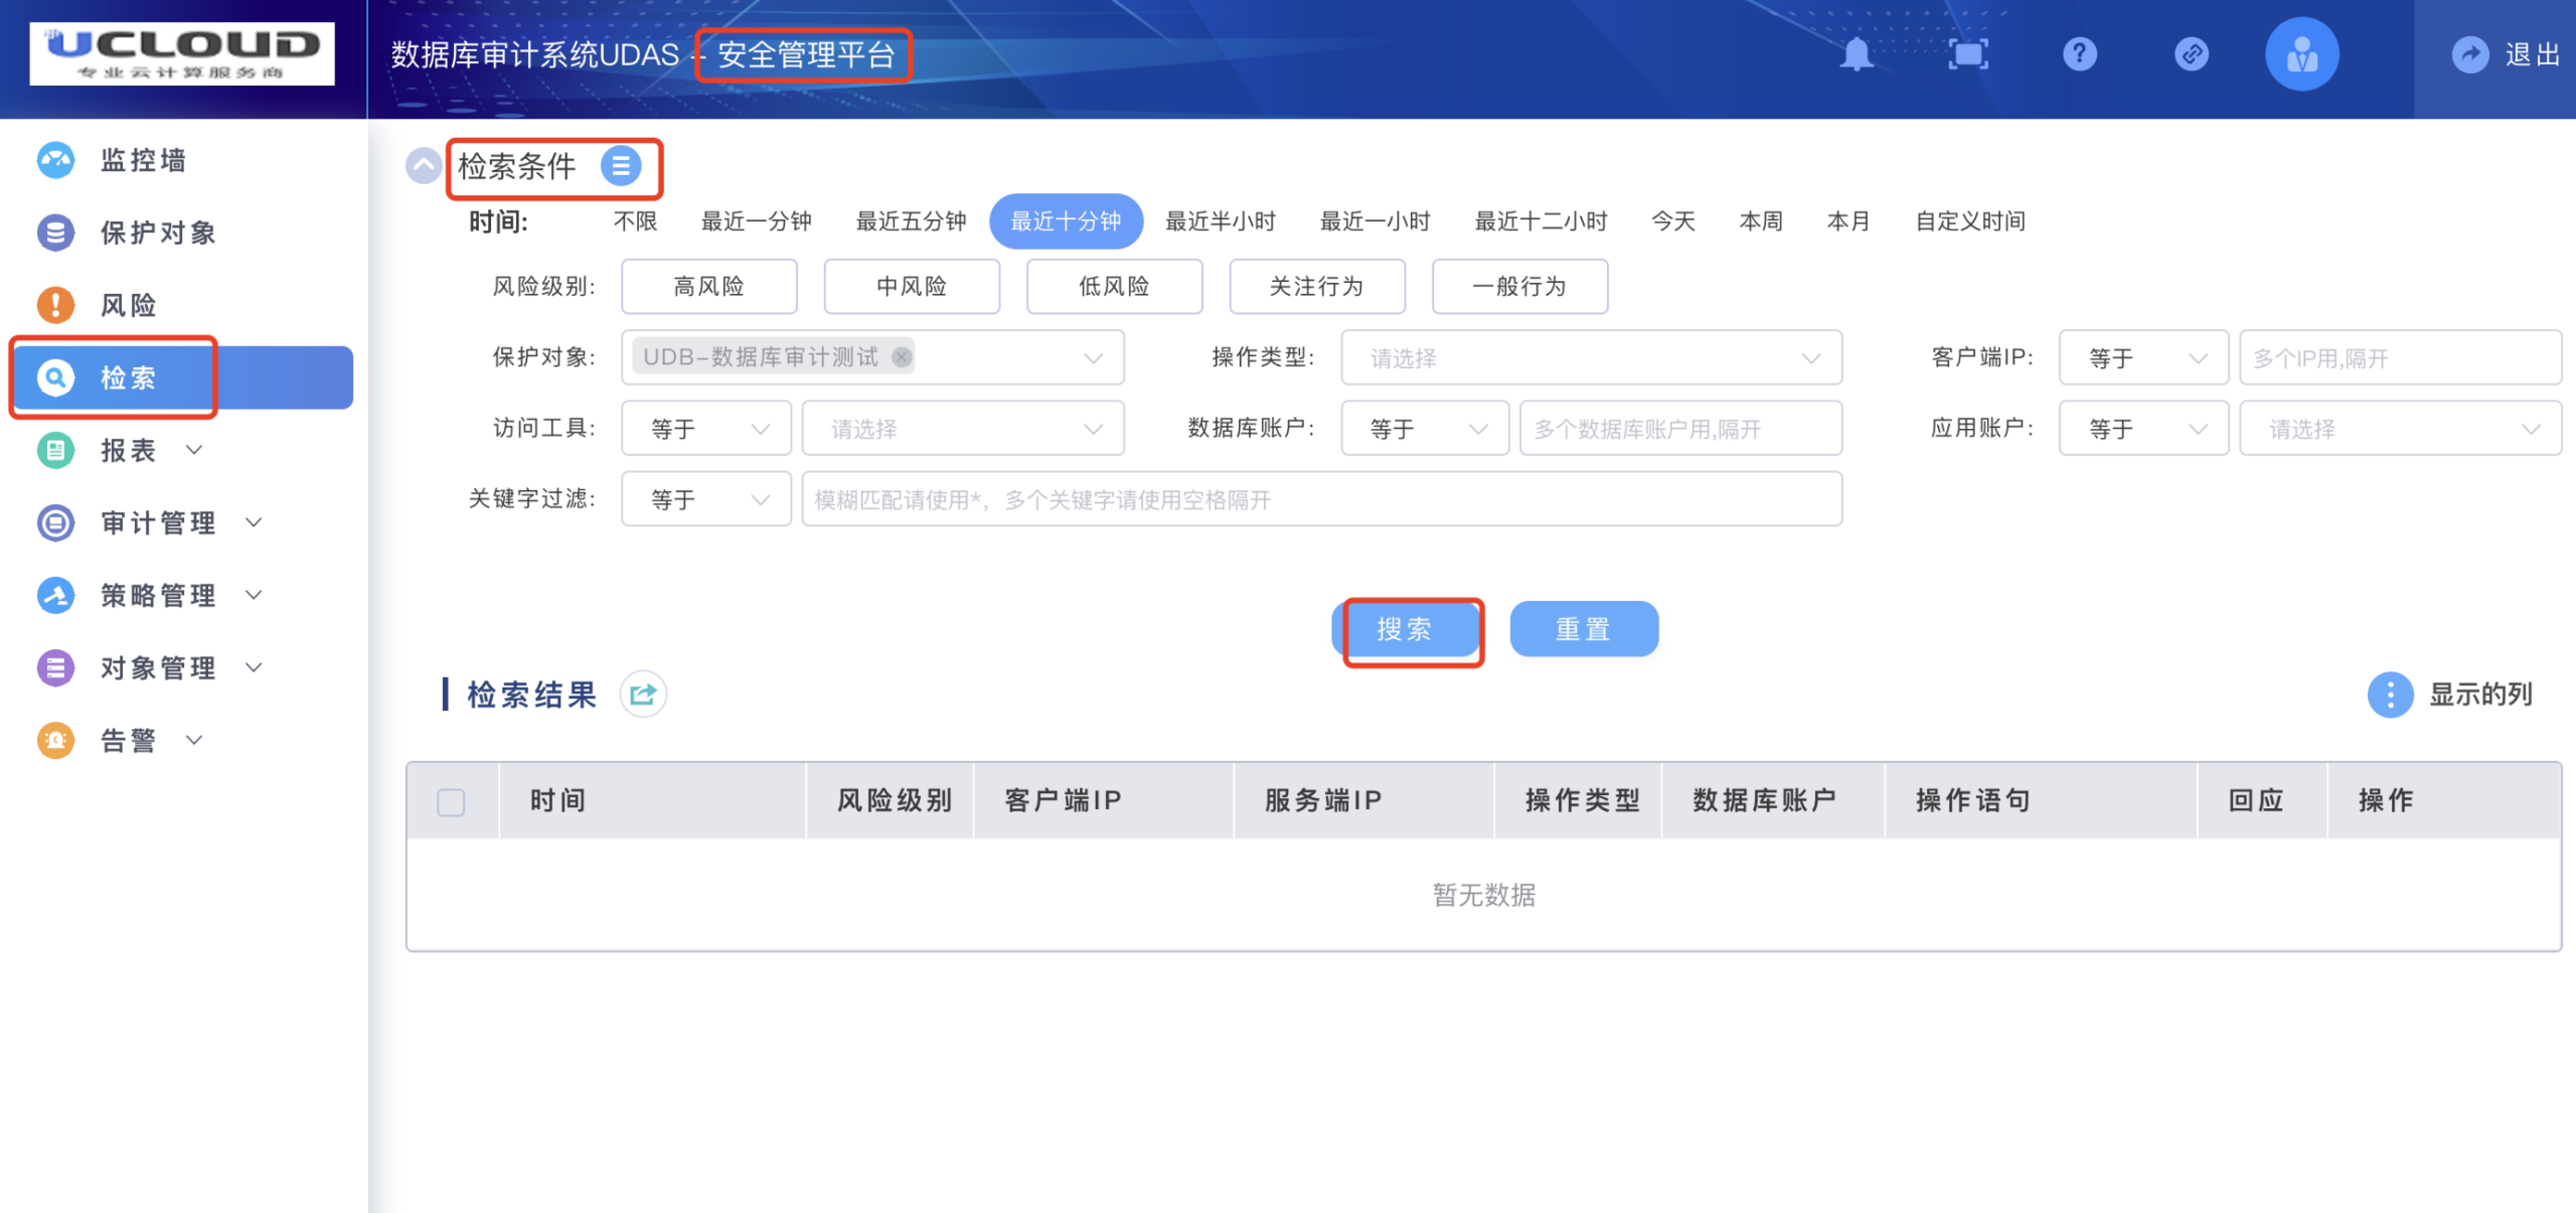 UCLOUD
专业云计算服务商
数据库审计系统UDAS - 安全管理平台
退出
监控墙
保护对象
风险
检索
报表
审计管理
策略管理
对象管理
告警
检索条件
时间: 不限 最近一分钟 最近五分钟 最近十分钟 最近半小时 最近一小时 最近十二小时 今天 本周 本月 自定义时间
风险级别: 高风险 中风险 低风险 关注行为 一般行为
保护对象: UDB-数据库审计测试 操作类型: 请选择 客户端IP: 等于 多个IP用,隔开
访问工具: 等于 请选择 数据库账户: 等于 多个数据库账户用,隔开 应用账户: 等于 请选择
关键字过滤: 等于 模糊匹配请使用*，多个关键字请使用空格隔开
搜索 重置
检索结果 显示的列
时间 风险级别 客户端IP 服务端IP 操作类型 数据库账户 操作语句 回应 操作
暂无数据